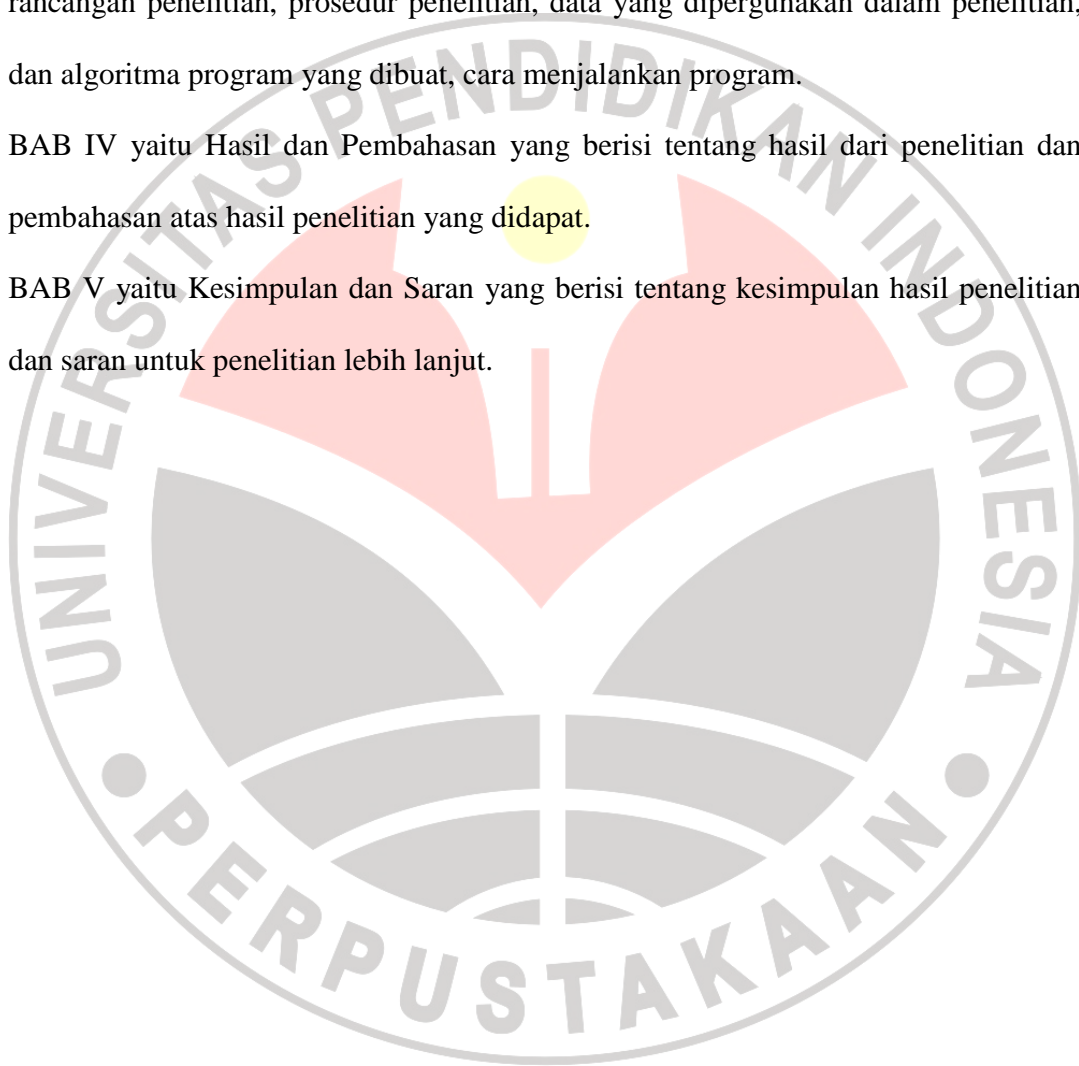 rancangan penelitian, prosedur penelitian, data yang dipergunakan dalam penelitian,
dan algoritma program yang dibuat, cara menjalankan program.
BAB IV yaitu Hasil dan Pembahasan yang berisi tentang hasil dari penelitian dan
pembahasan atas hasil penelitian yang didapat.
BAB V yaitu Kesimpulan dan Saran yang berisi tentang kesimpulan hasil penelitian
dan saran untuk penelitian lebih lanjut.
UNIVERSITAS PENDIDIKAN INDONESIA
PERPUSTAKAAN